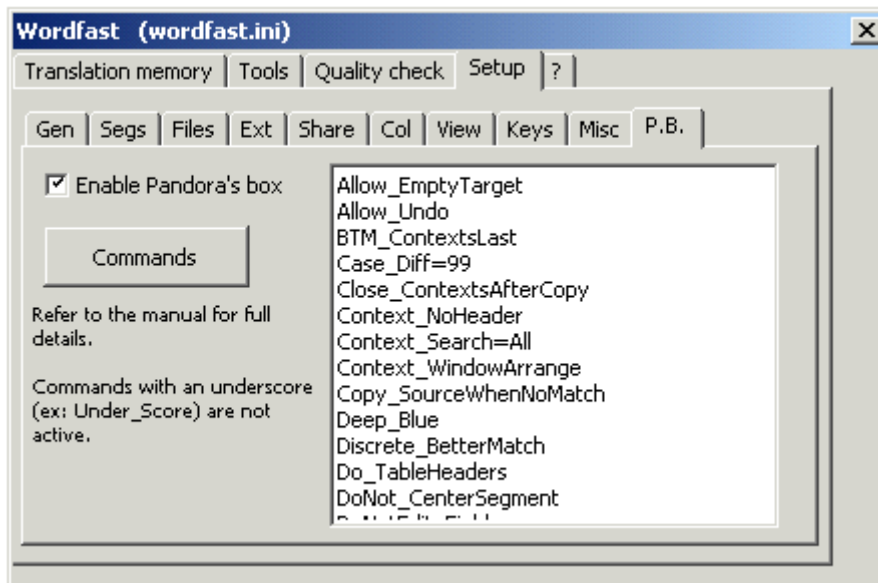 Wordfast (wordfast.ini)
Translation memory Tools Quality check Setup ?
Gen Segs Files Ext Share Col View Keys Misc P.B.
Enable Pandora's box
Commands
Refer to the manual for full
details.
Commands with an underscore
(ex: Under_Score) are not
active.
Allow_EmptyTarget
Allow_Undo
BTM_ContextsLast
Case_Diff=99
Close_ContextsAfterCopy
Context_NoHeader
Context_Search=All
Context_WindowArrange
Copy_SourceWhenNoMatch
Deep_Blue
Discrete_BetterMatch
Do_TableHeaders
DoNot_CenterSegment